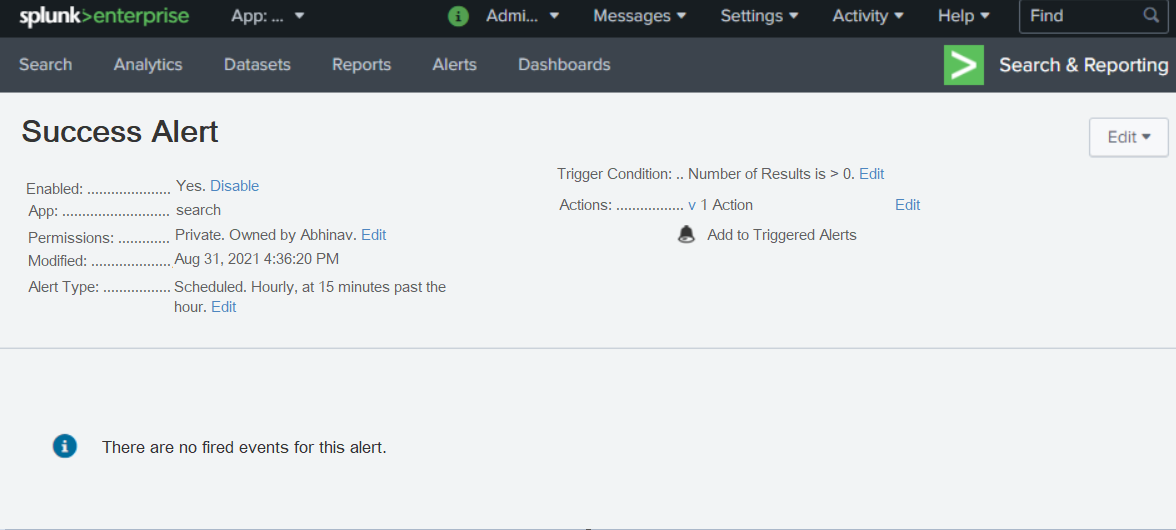 splunk>enterprise App: ... ▼ i Admi... ▼ Messages ▼ Settings ▼ Activity ▼ Help ▼ Find
Search Analytics Datasets Reports Alerts Dashboards > Search & Reporting
Success Alert
Edit ▼
Enabled: .................... Yes. Disable
App: .......................... search
Permissions: ............ Private. Owned by Abhinav. Edit
Modified: ................... Aug 31, 2021 4:36:20 PM
Alert Type: ................ Scheduled. Hourly, at 15 minutes past the
hour. Edit
Trigger Condition: .. Number of Results is > 0. Edit
Actions: ................ v 1 Action Edit
Add to Triggered Alerts
i There are no fired events for this alert.